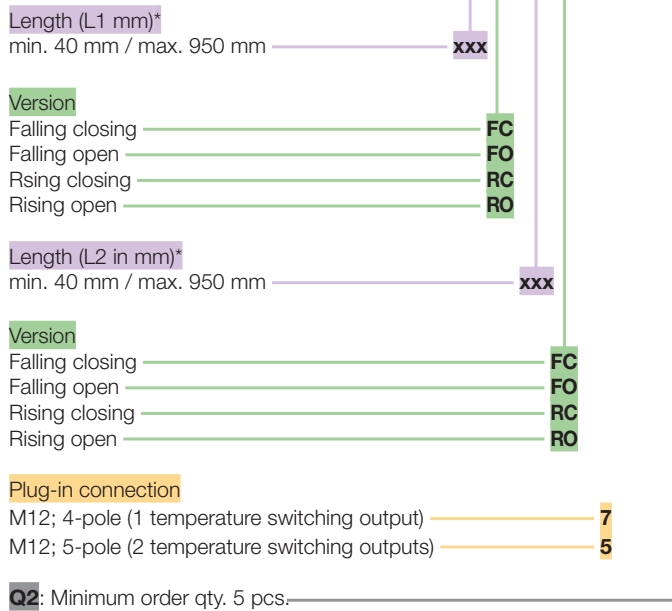 Length (L1 mm)*
min. 40 mm / max. 950 mm xxx
Version
Falling closing FC
Falling open FO
Rsing closing RC
Rising open RO
Length (L2 in mm)*
min. 40 mm / max. 950 mm xxx
Version
Falling closing FC
Falling open FO
Rising closing RC
Rising open RO
Plug-in connection
M12; 4-pole (1 temperature switching output) 7
M12; 5-pole (2 temperature switching outputs) 5
Q2: Minimum order qty. 5 pcs.